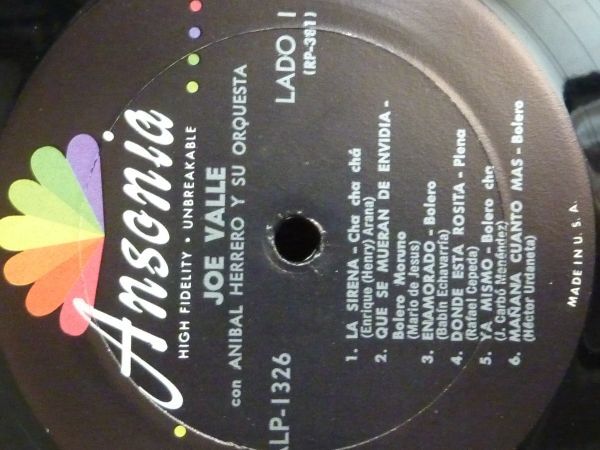 Ansonia
HIGH FIDELITY • UNBREAKABLE
JOE VALLE
con ANIBAL HERRERO Y SU ORQUESTA
ALP-1326
LADO I
(RP-381)
1. LA SIRENA - Cha cha chá
(Enrique (Henry) Arana)
2. QUE SE MUERAN DE ENVIDIA -
Bolero Moruno
(Mario de Jesus)
3. ENAMORADO - Bolero
(Babín Echavarría)
4. DONDE ESTA ROSITA - Plena
(Rafael Cepeda)
5. YA MISMO - Bolero cha
(J. Carbó Menéndez)
6. MAÑANA CUANTO MAS - Bolero
(Héctor Urdaneta)
MADE IN U. S. A.